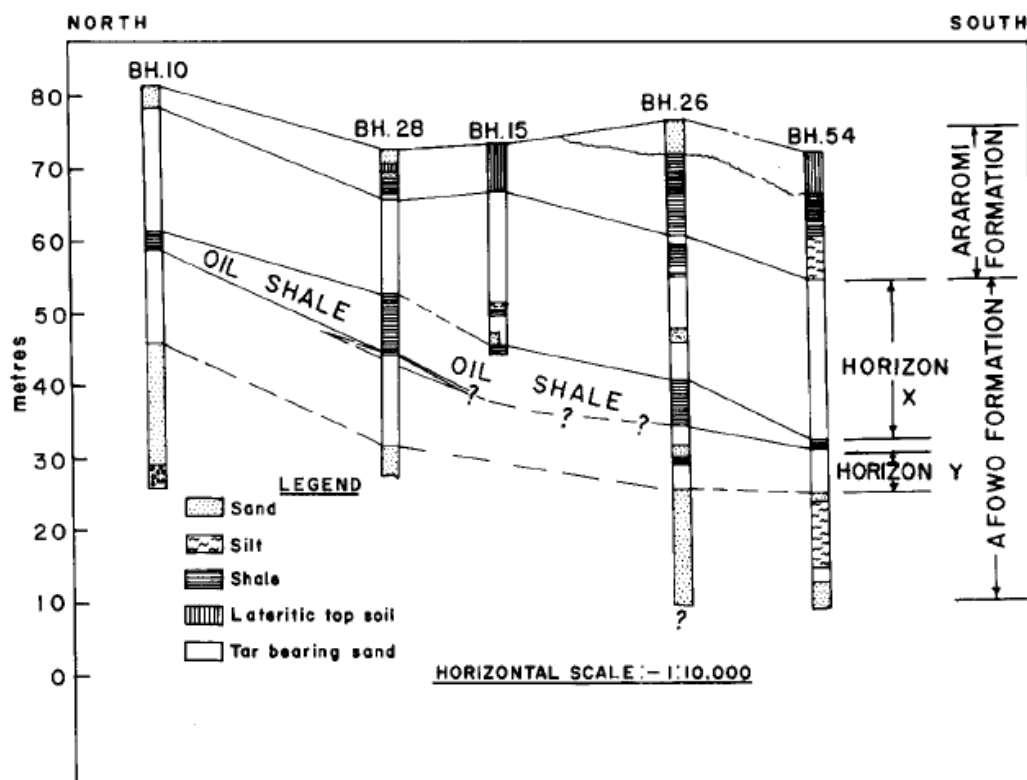 NORTH
SOUTH
BH.10
BH.28
BH.15
BH.26
BH.54
80
70
60
50
40
30
20
10
0
metres
OIL SHALE
OIL SHALE
?
?
?
?
ARAROMI
FORMATION
AFOWO FORMATION
HORIZON
X
HORIZON Y
LEGEND
Sand
Silt
Shale
Lateritic top soil
Tar bearing sand
HORIZONTAL SCALE:- 1:10.000